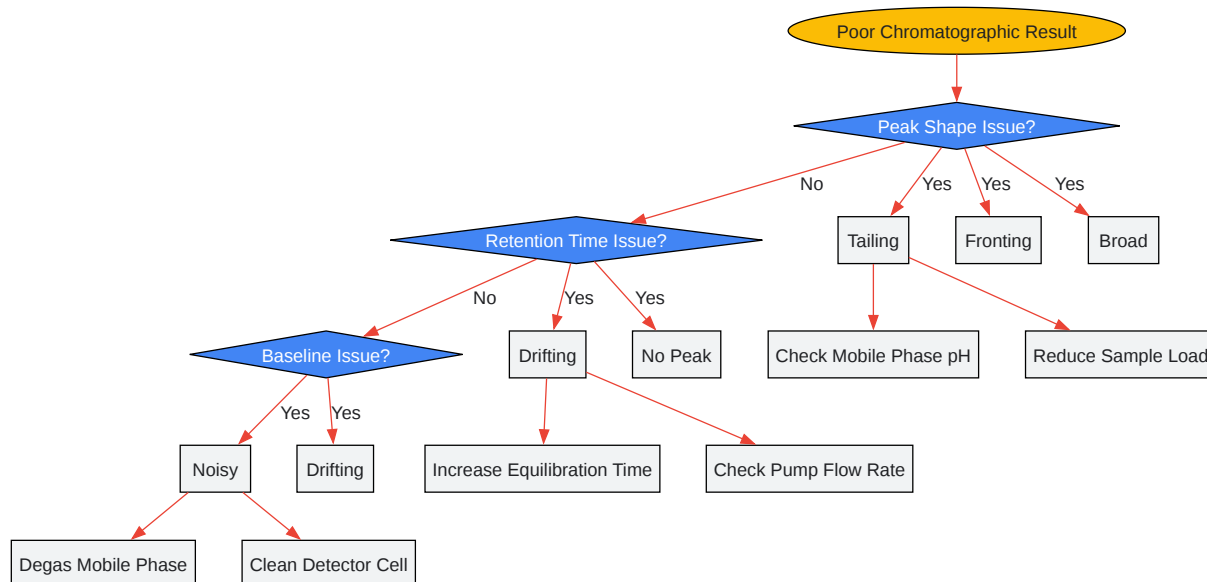 Poor Chromatographic Result
Peak Shape Issue?
No
Yes
Yes
Yes
Retention Time Issue?
Tailing
Fronting
Broad
No
Yes
Yes
Baseline Issue?
Drifting
No Peak
Check Mobile Phase pH
Reduce Sample Load
Yes
Yes
Noisy
Drifting
Increase Equilibration Time
Check Pump Flow Rate
Degas Mobile Phase
Clean Detector Cell